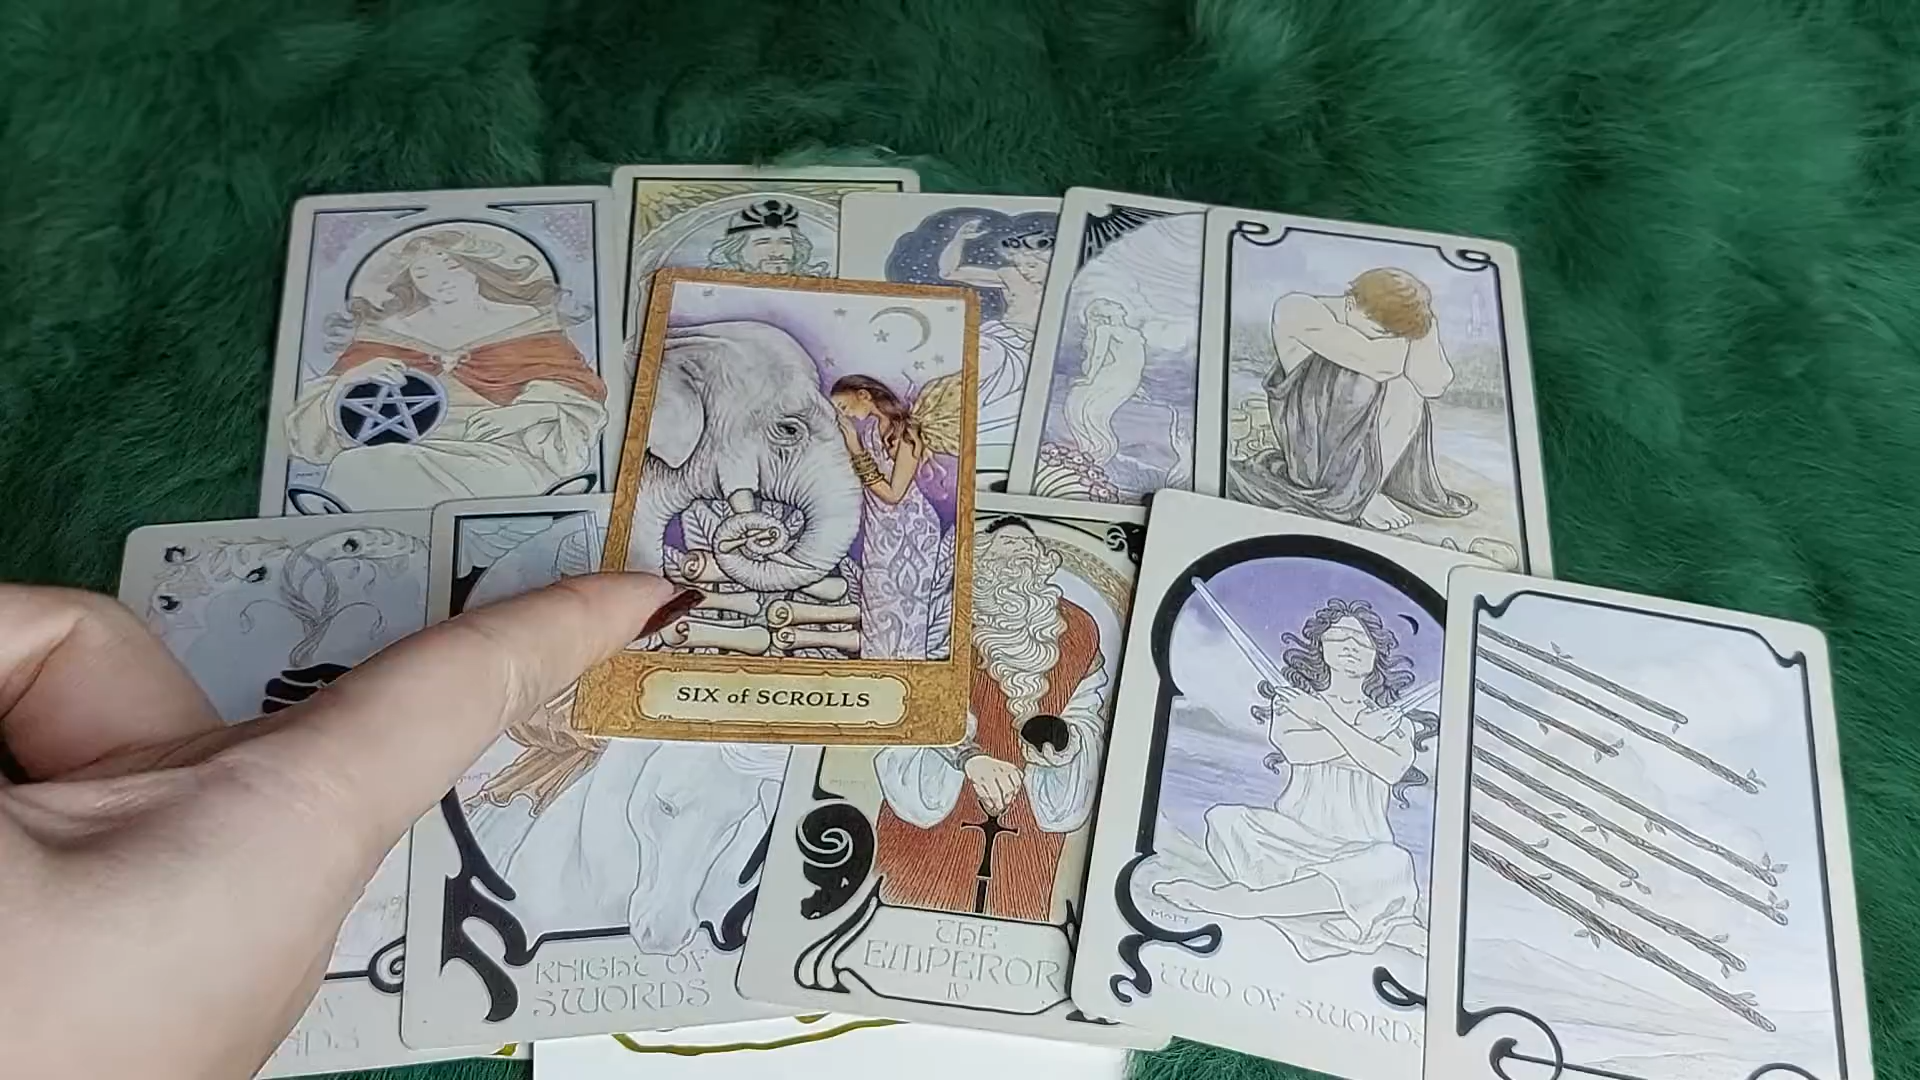 SIX of SCROLLS
KNIGHT OF
SWORDS
THE
EMPEROR
IV
TWO OF SWORDS